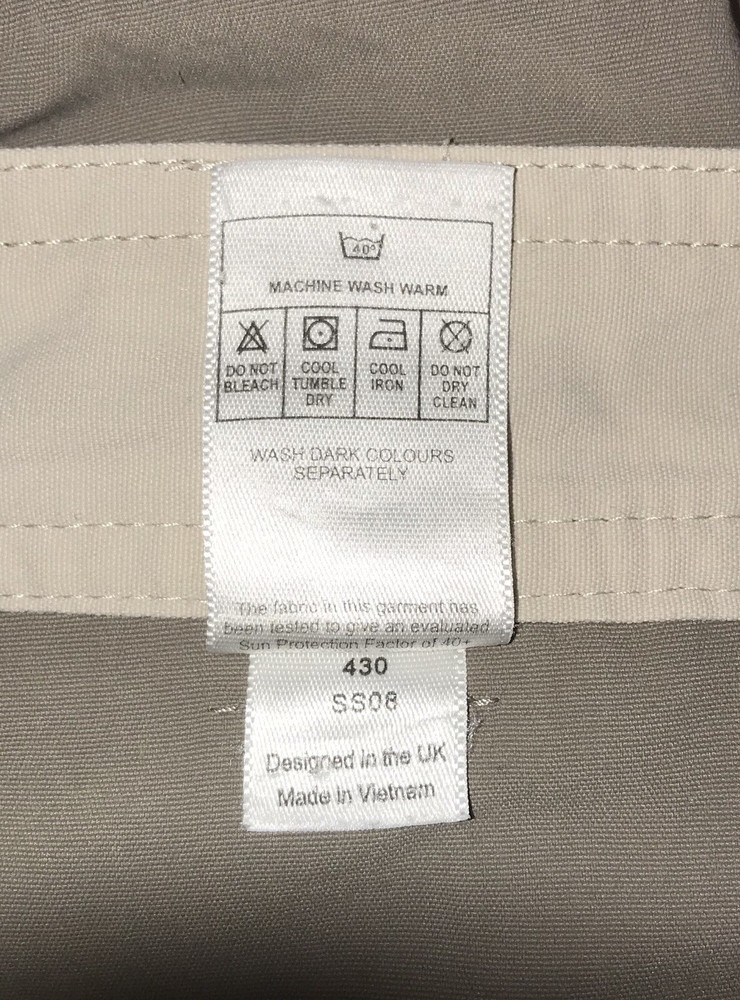 40°
MACHINE WASH WARM
DO NOT
BLEACH
COOL
TUMBLE
DRY
COOL
IRON
DO NOT
DRY
CLEAN
WASH DARK COLOURS
SEPARATELY
The fabric in this garment has
been tested to give an evaluated
Sun Protection Factor of 40+
430
SS08
Designed in the UK
Made in Vietnam